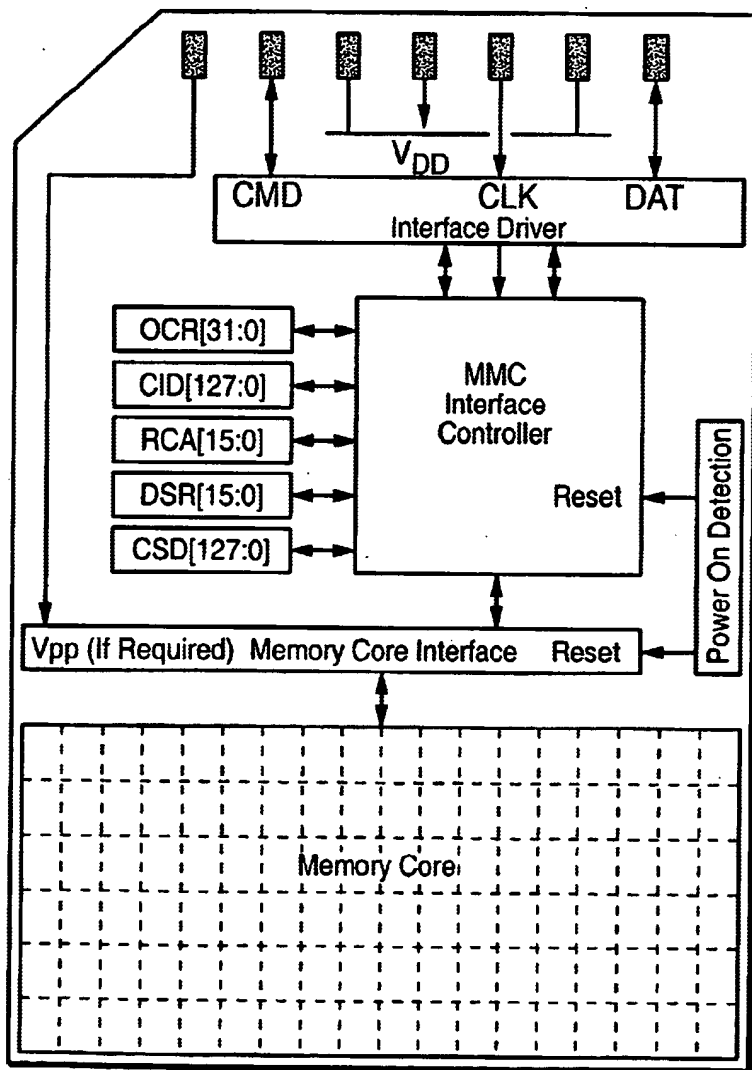 VDD
CMD CLK DAT
Interface Driver
OCR[31:0]
CID[127:0]
RCA[15:0]
DSR[15:0]
CSD[127:0]
MMC
Interface
Controller
Reset
Power On Detection
Vpp (If Required) Memory Core Interface Reset
Memory Core